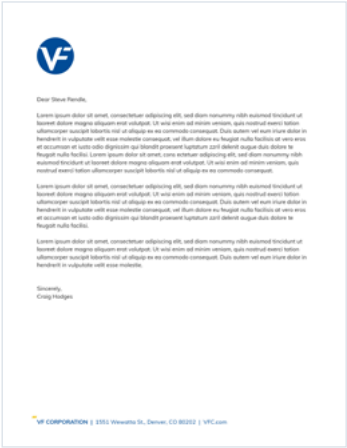 VF
Dear Steve Rendle,
Lorem ipsum dolor sit amet, consectetuer adipiscing elit, sed diam nonummy nibh euismod tincidunt ut
laoreet dolore magna aliquam erat volutpat. Ut wisi enim ad minim veniam, quis nostrud exerci tation
ullamcorper suscipit lobortis nisl ut aliquip ex ea commodo consequat. Duis autem vel eum iriure dolor in
hendrerit in vulputate velit esse molestie consequat, vel illum dolore eu feugiat nulla facilisis at vero eros
et accumsan et iusto odio dignissim qui blandit praesent luptatum zzril delenit augue duis dolore te
feugait nulla facilisi. Lorem ipsum dolor sit amet, cons ectetuer adipiscing elit, sed diam nonummy nibh
euismod tincidunt ut laoreet dolore magna aliquam erat volutpat. Ut wisi enim ad minim veniam, quis
nostrud exerci tation ullamcorper suscipit lobortis nisl ut aliquip ex ea commodo consequat.
Lorem ipsum dolor sit amet, consectetuer adipiscing elit, sed diam nonummy nibh euismod tincidunt ut
laoreet dolore magna aliquam erat volutpat. Ut wisi enim ad minim veniam, quis nostrud exerci tation
ullamcorper suscipit lobortis nisl ut aliquip ex ea commodo consequat. Duis autem vel eum iriure dolor in
hendrerit in vulputate velit esse molestie consequat, vel illum dolore eu feugiat nulla facilisis at vero eros
et accumsan et iusto odio dignissim qui blandit praesent luptatum zzril delenit augue duis dolore te
feugait nulla facilisi.
Lorem ipsum dolor sit amet, consectetuer adipiscing elit, sed diam nonummy nibh euismod tincidunt ut
laoreet dolore magna aliquam erat volutpat. Ut wisi enim ad minim veniam, quis nostrud exerci tation
ullamcorper suscipit lobortis nisl ut aliquip ex ea commodo consequat. Duis autem vel eum iriure dolor in
hendrerit in vulputate velit esse molestie.
Sincerely,
Craig Hodges
VF CORPORATION | 1551 Wewatta St., Denver, CO 80202 | VFC.com